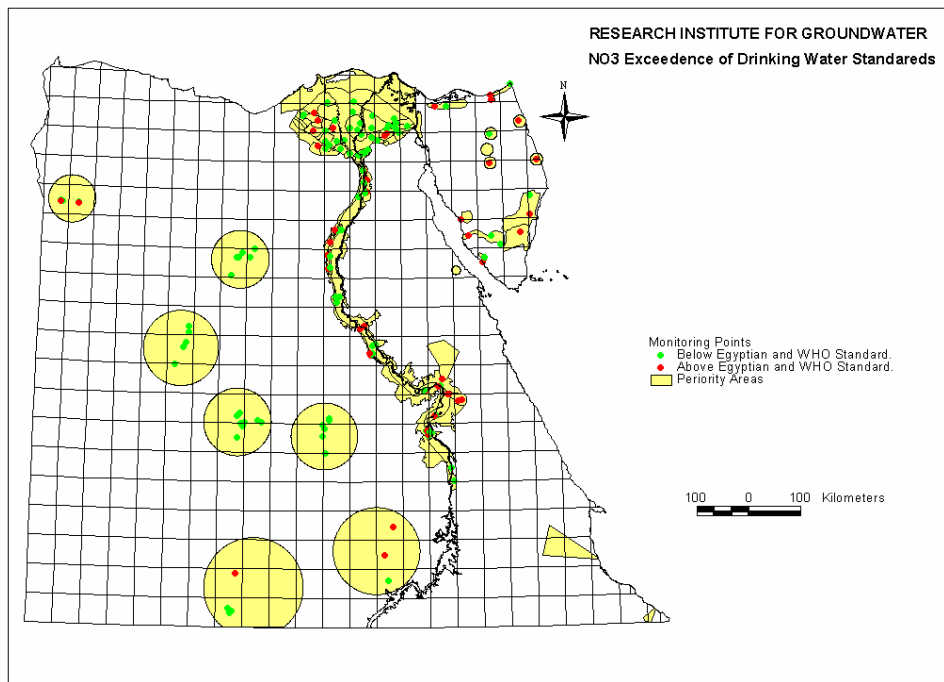 RESEARCH INSTITUTE FOR GROUNDWATER
NO3 Exceedence of Drinking Water Standareds
N
Monitoring Points
Below Egyptian and WHO Standard.
Above Egyptian and WHO Standard.
Periority Areas
100 0 100 Kilometers